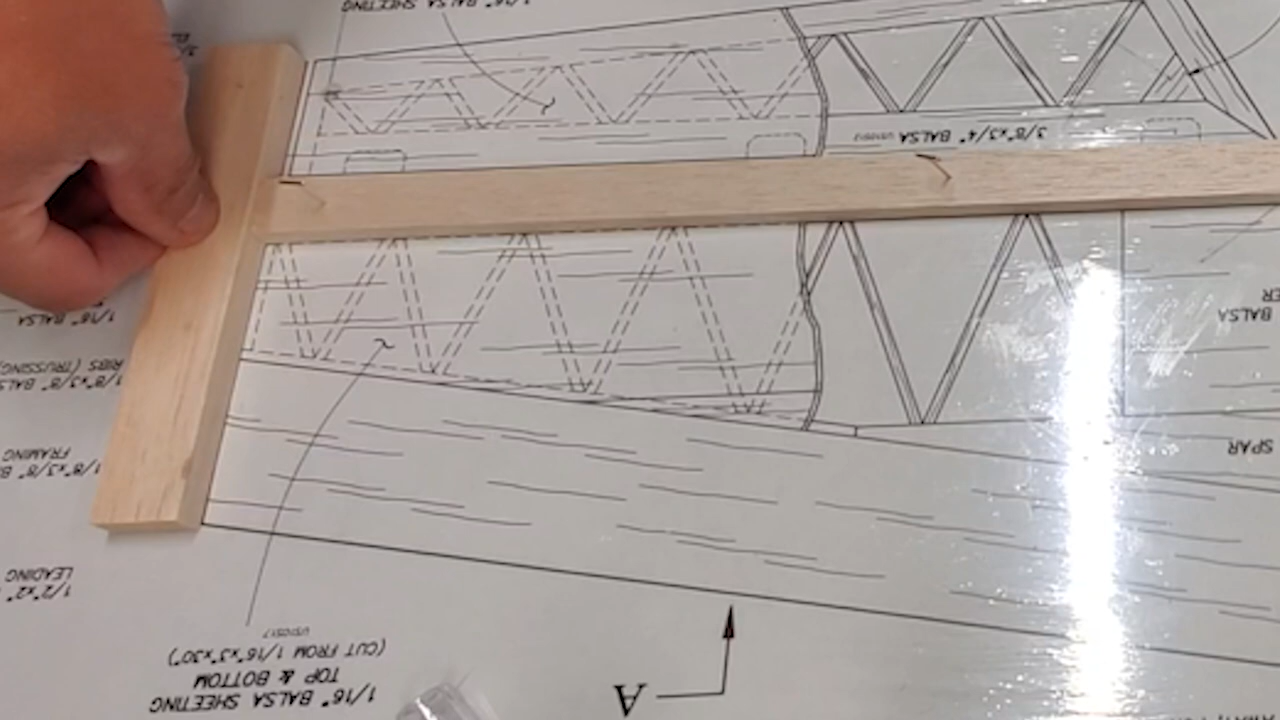 1/16" BALSA SHEETING
TOP & BOTTOM
(CUT FROM 1/16"x3"x30")
A
1/2"x2"
LEADING
1/8"x3/8" B
FRAMING
1/8"x3/8" BALS
RIBS (TRUSSING)
1/16" BALSA
SPAR
BALSA
ER
3/8"x3/4" BALSA
1/16" BALSA SHEETING